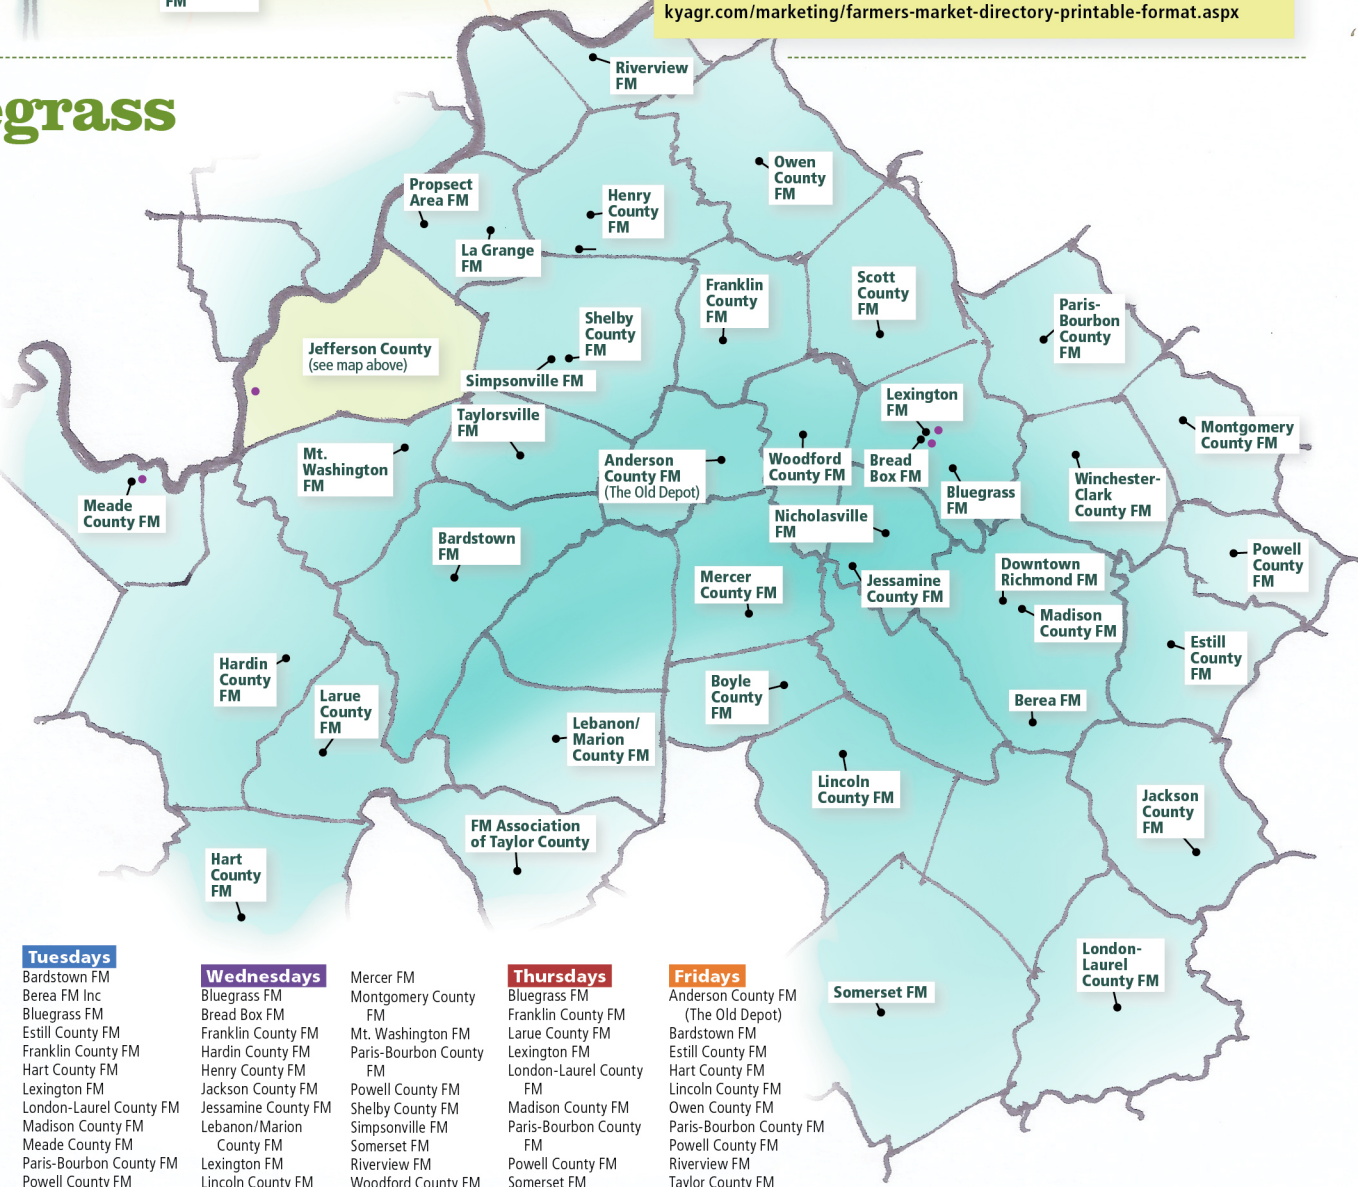 FM
kyagr.com/marketing/farmers-market-directory-printable-format.aspx
egrass
Riverview
FM
Owen
County
FM
Propsect
Area FM
Henry
County
FM
La Grange
FM
Franklin
County
FM
Scott
County
FM
Paris-
Bourbon
County
FM
Shelby
County
FM
Jefferson County
(see map above)
Simpsonville FM
Lexington
FM
Taylorsville
FM
Montgomery
County FM
Mt.
Washington
FM
Anderson
County FM
(The Old Depot)
Woodford
County FM
Bread
Box FM
Bluegrass
FM
Winchester-
Clark
County FM
Meade
County FM
Nicholasville
FM
Bardstown
FM
Powell
County
FM
Downtown
Richmond FM
Mercer
County FM
Jessamine
County FM
Madison
County FM
Estill
County
FM
Hardin
County
FM
Boyle
County
FM
Larue
County
FM
Berea FM
Lebanon/
Marion
County FM
Lincoln
County FM
Jackson
County
FM
FM Association
of Taylor County
Hart
County
FM
London-
Laurel
County FM
Somerset FM
Tuesdays
Bardstown FM
Berea FM Inc
Bluegrass FM
Estill County FM
Franklin County FM
Hart County FM
Lexington FM
London-Laurel County FM
Madison County FM
Meade County FM
Paris-Bourbon County FM
Powell County FM
Wednesdays
Bluegrass FM
Bread Box FM
Franklin County FM
Hardin County FM
Henry County FM
Jackson County FM
Jessamine County FM
Lebanon/Marion
County FM
Lexington FM
Lincoln County FM
Mercer FM
Montgomery County
FM
Mt. Washington FM
Paris-Bourbon County
FM
Powell County FM
Shelby County FM
Simpsonville FM
Somerset FM
Riverview FM
Woodford County FM
Thursdays
Bluegrass FM
Franklin County FM
Larue County FM
Lexington FM
London-Laurel County
FM
Madison County FM
Paris-Bourbon County
FM
Powell County FM
Somerset FM
Fridays
Anderson County FM
(The Old Depot)
Bardstown FM
Estill County FM
Hart County FM
Lincoln County FM
Owen County FM
Paris-Bourbon County FM
Powell County FM
Riverview FM
Taylor County FM